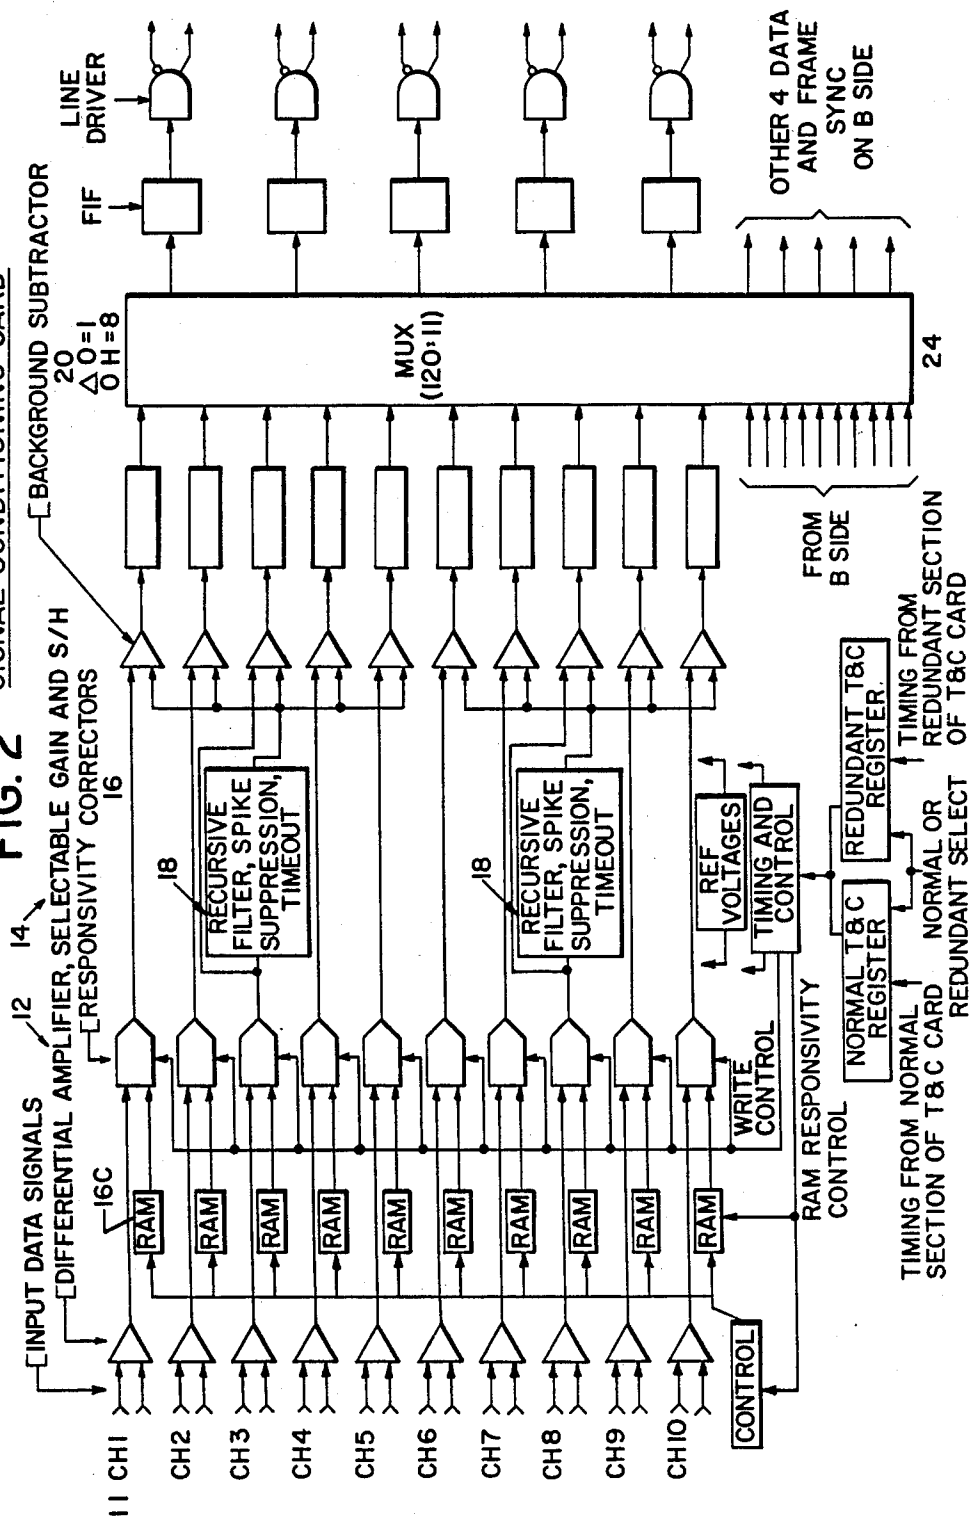 FIG. 2
SIGNAL CONDITIONING CARD
12
14
INPUT DATA SIGNALS
DIFFERENTIAL AMPLIFIER, SELECTABLE GAIN AND S/H
RESPONSIVITY CORRECTORS
16
BACKGROUND SUBTRACTOR
20
△ 0=1
0 H=8
FIF
LINE
DRIVER
11 CH1
CH2
CH3
CH4
CH5
CH6
CH7
CH8
CH9
CH10
16C
RAM
RAM
RAM
RAM
RAM
RAM
RAM
RAM
RAM
RAM
18
RECURSIVE
FILTER, SPIKE
SUPPRESSION,
TIMEOUT
18
RECURSIVE
FILTER, SPIKE
SUPPRESSION,
TIMEOUT
MUX
(120:11)
24
CONTROL
WRITE
CONTROL
RAM RESPONSIVITY
CONTROL
REF
VOLTAGES
TIMING AND
CONTROL
NORMAL T&C
REGISTER
REDUNDANT T&C
REGISTER
TIMING FROM NORMAL
SECTION OF T&C CARD
NORMAL OR
REDUNDANT SELECT
TIMING FROM
REDUNDANT SECTION
OF T&C CARD
FROM
B SIDE
OTHER 4 DATA
AND FRAME
SYNC
ON B SIDE